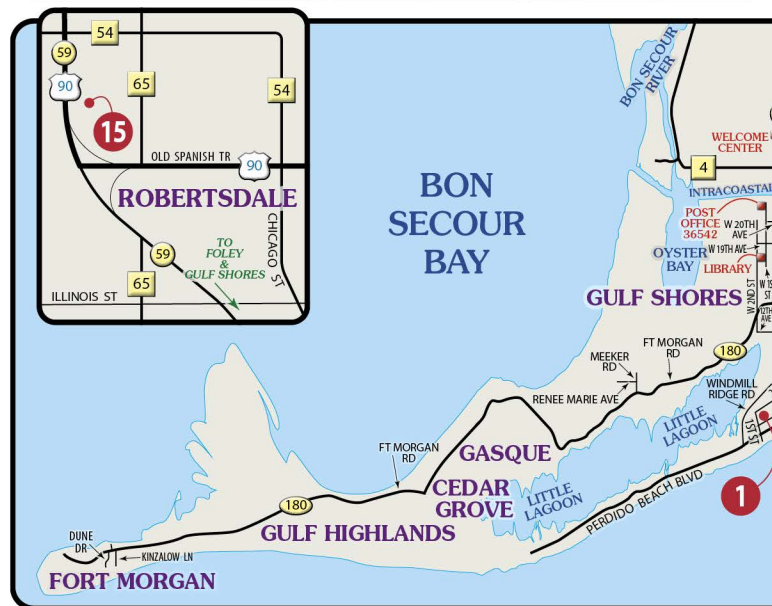 54
59
90
65
54
15
OLD SPANISH TR
90
ROBERTSDALE
59
TO
FOLEY
&
GULF SHORES
CHICAGO ST
65
ILLINOIS ST
BON SECOUR
RIVER
BON
SECOUR
BAY
WELCOME
CENTER
4
INTRACOASTAL
POST
OFFICE
36542
W 20TH
AVE
W 19TH AVE
OYSTER
BAY
LIBRARY
GULF SHORES
W 2ND ST
12TH
AVE
180
FT MORGAN
RD
MEEKER
RD
RENEE MARIE AVE
WINDMILL
RIDGE RD
LITTLE
LAGOON
1ST ST
1
GASQUE
FT MORGAN
RD
CEDAR
GROVE
LITTLE
LAGOON
PERDIDO BEACH BLVD
180
GULF HIGHLANDS
DUNE
DR
KINZALOW LN
FORT MORGAN